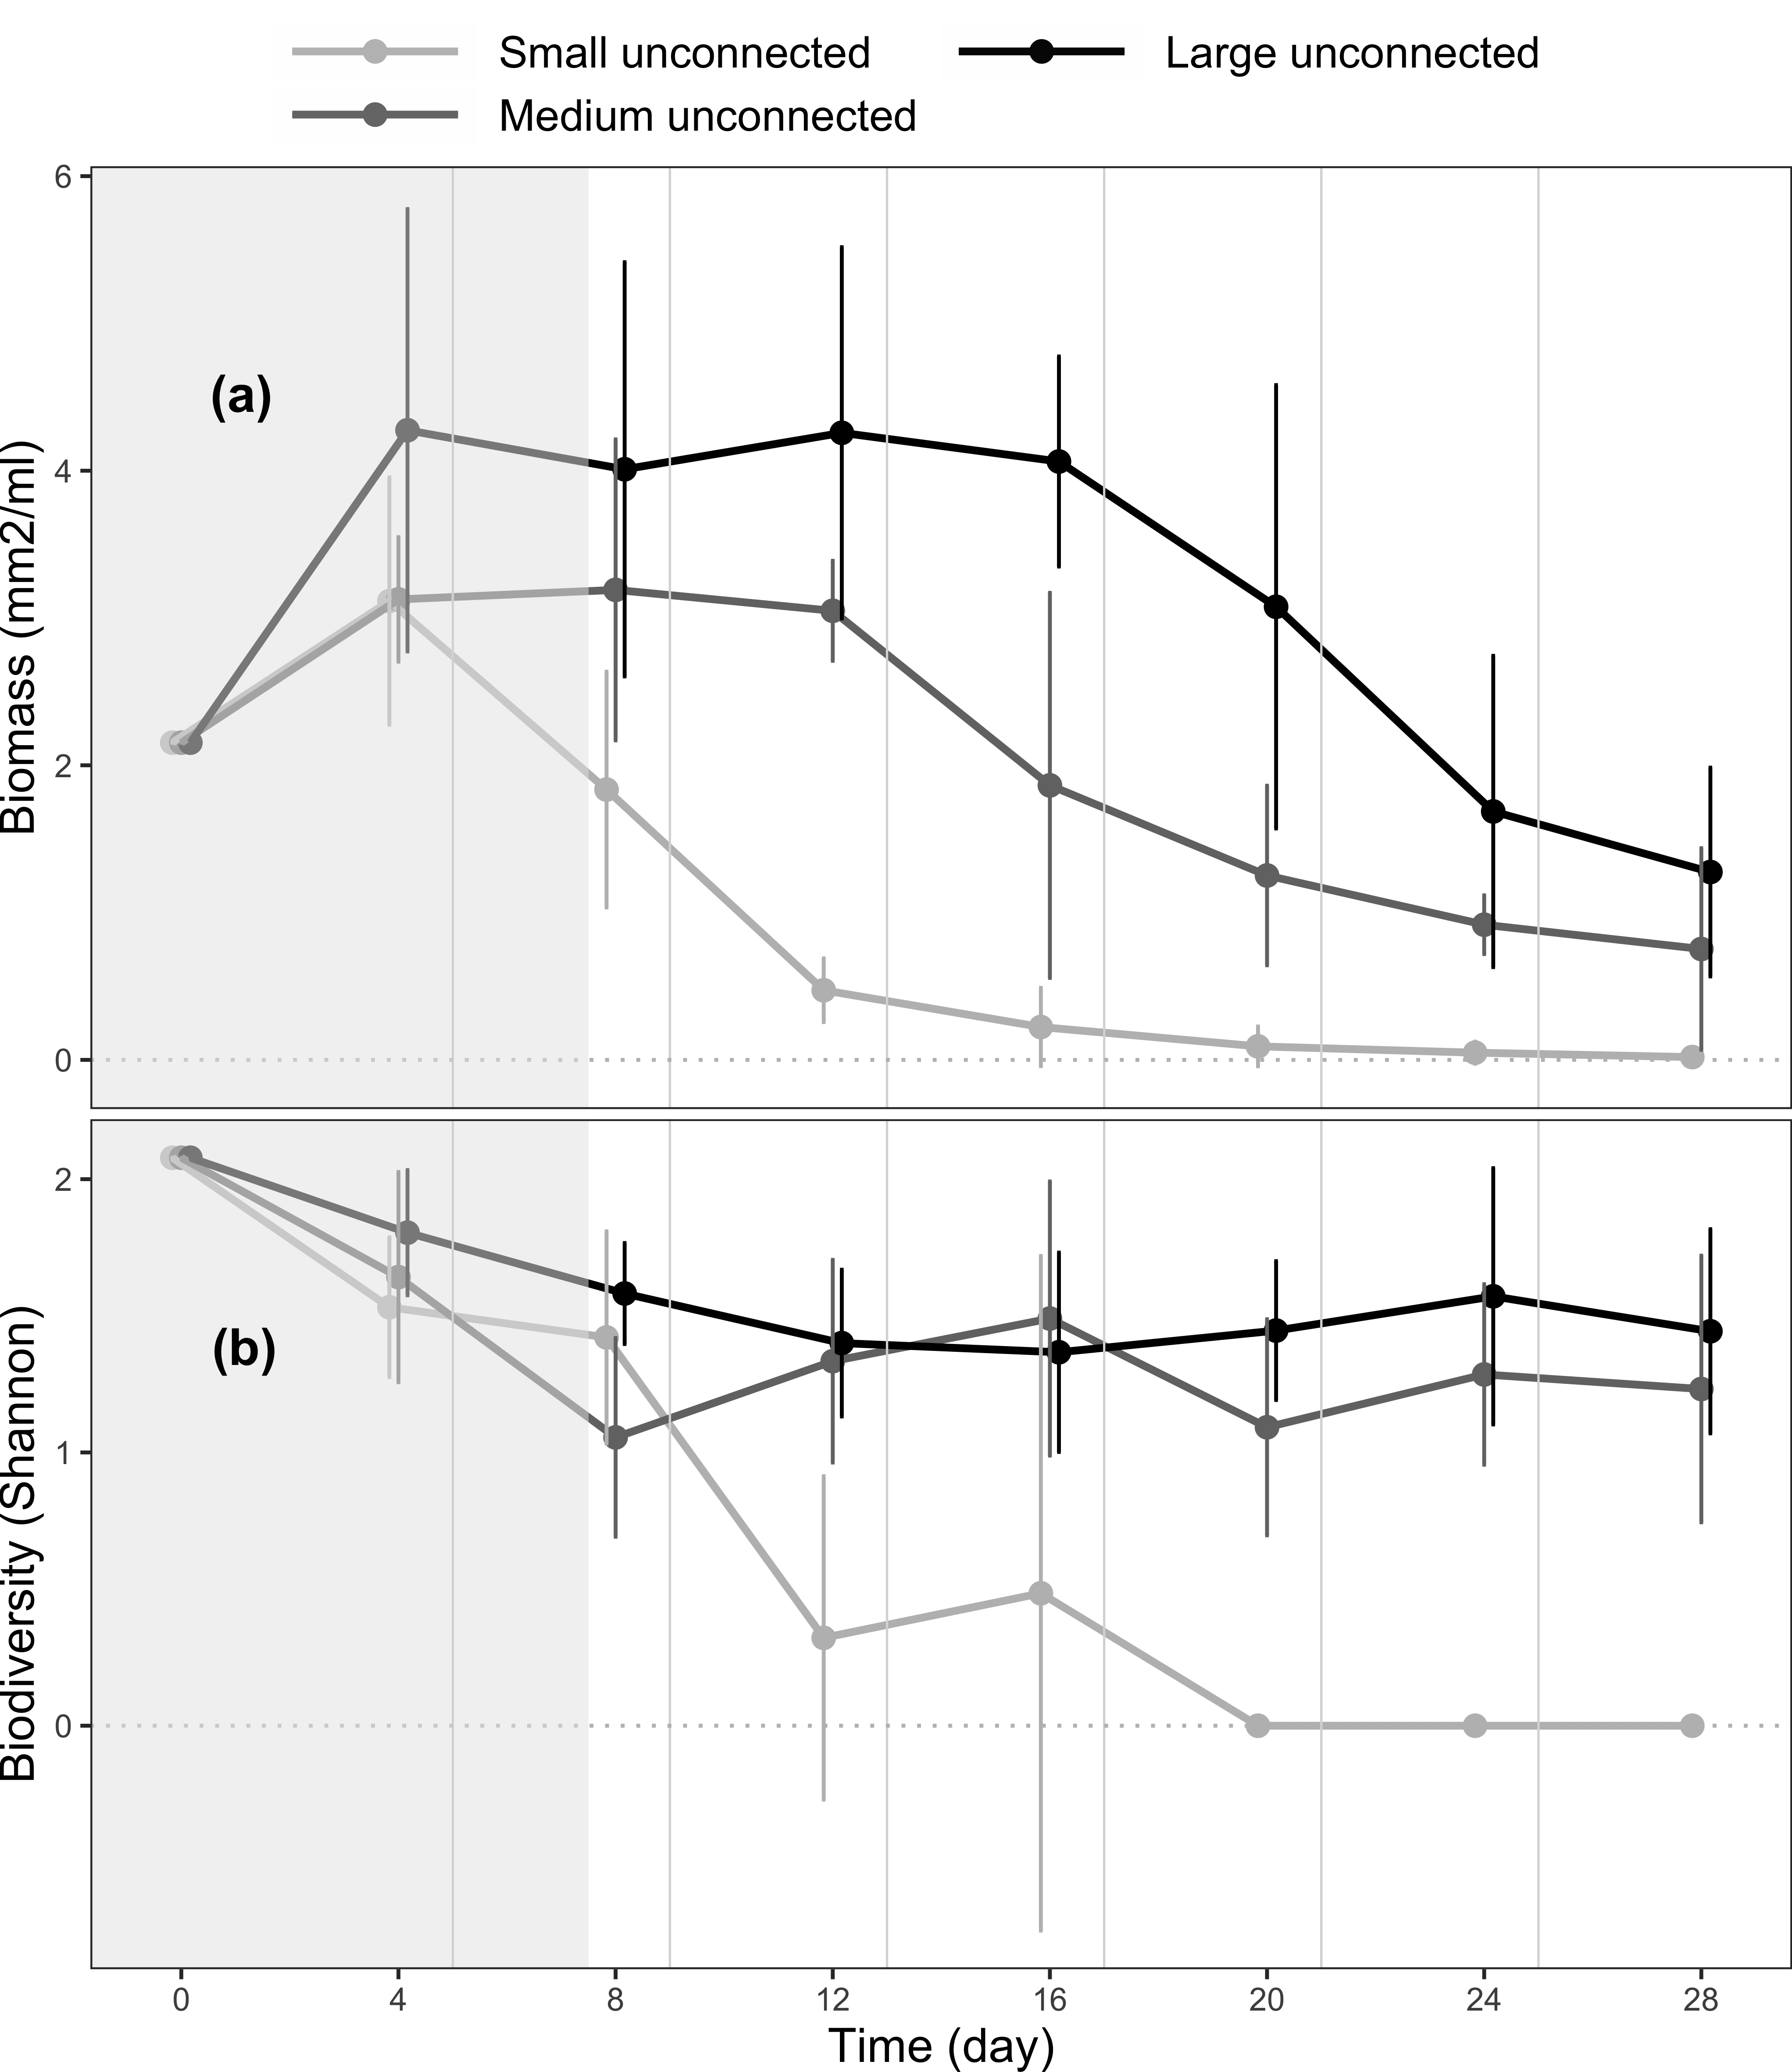 Small unconnected
Large unconnected
Medium unconnected
6
4
2
0
Biomass (mm2/ml)
(a)
2
1
0
Biodiversity (Shannon)
(b)
0 4 8 12 16 20 24 28
Time (day)